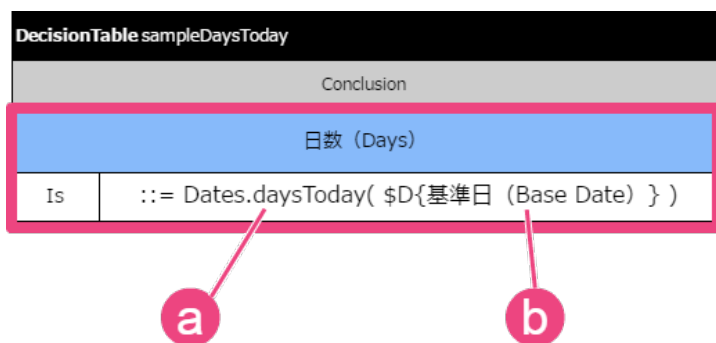 DecisionTable sampleDaysToday
Conclusion
日数（Days）
Is ::= Dates.daysToday( $D{基準日（Base Date）} )
a b